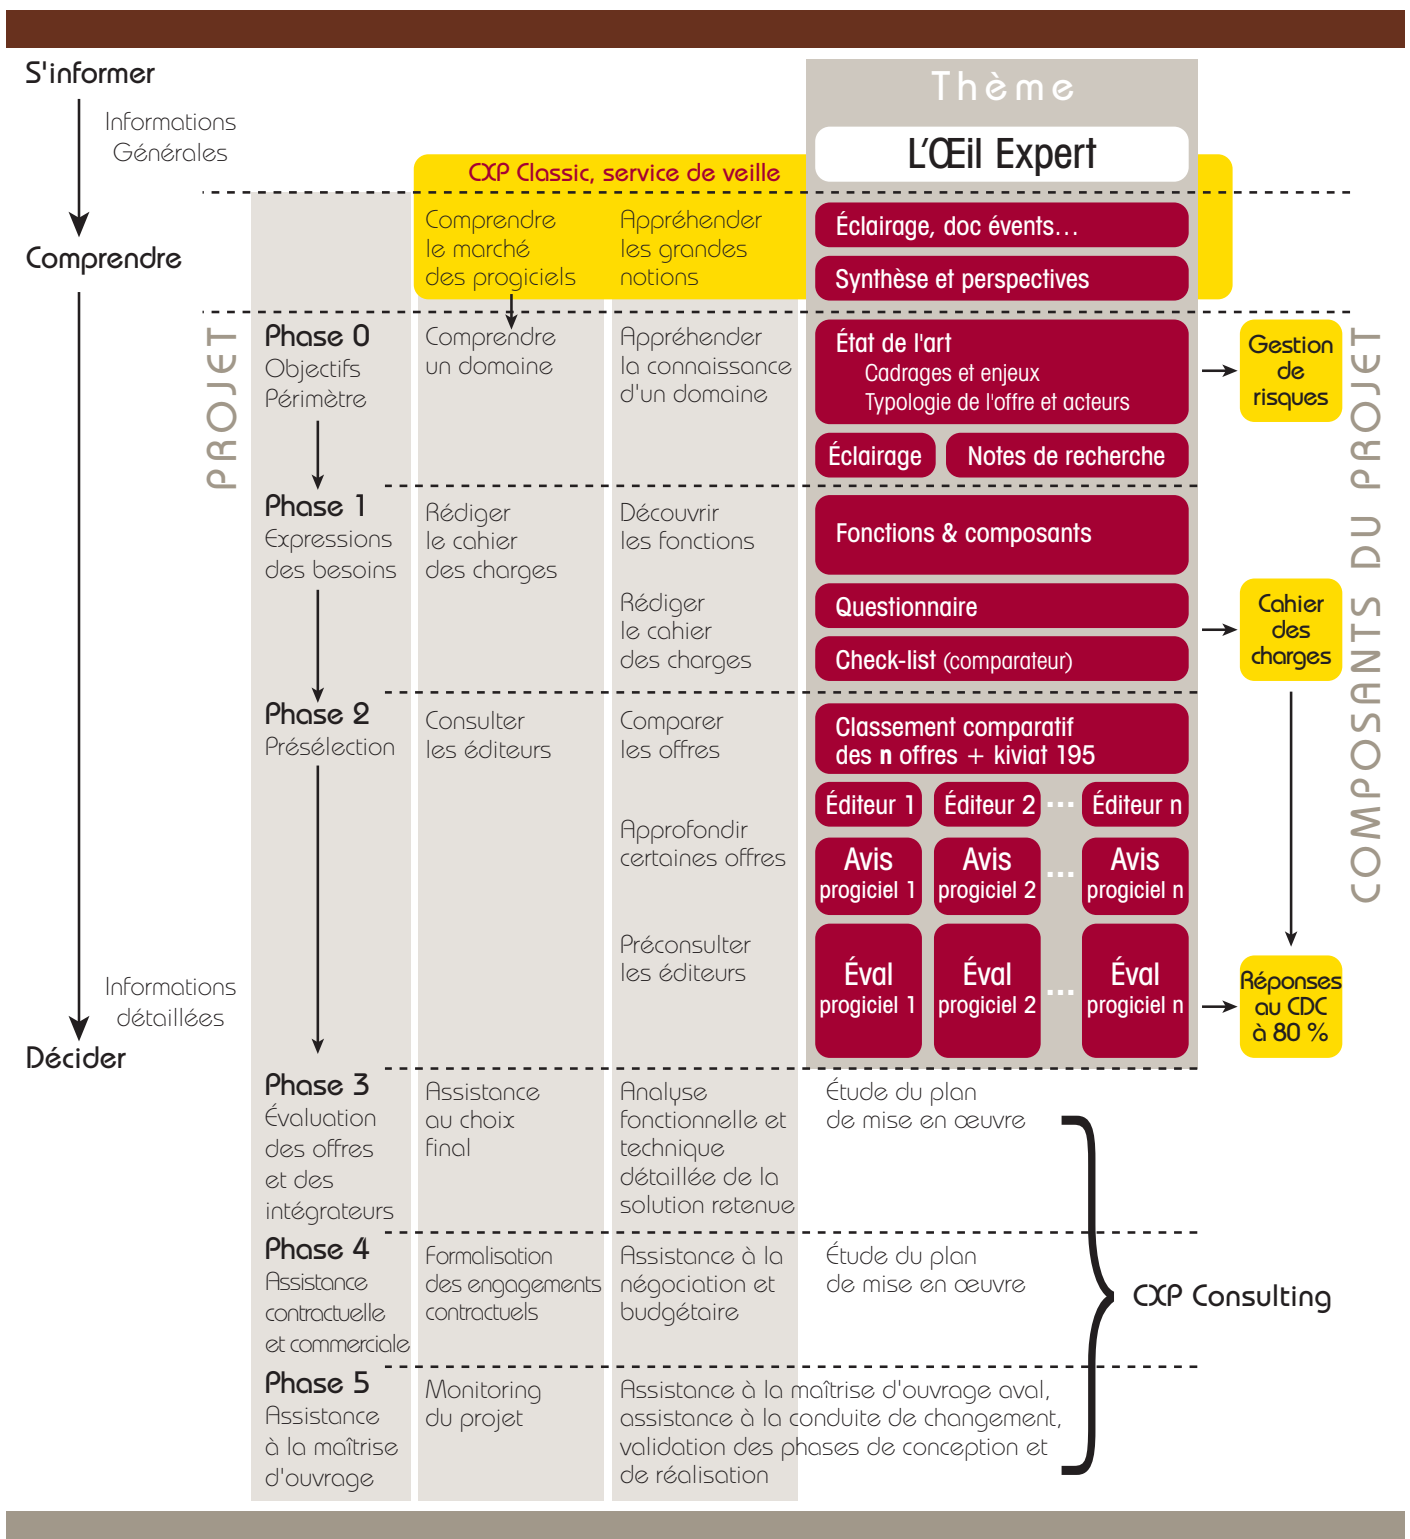 S'informer
Informations
Générales
Comprendre
Informations
détaillées
Décider
Thème
L'Œil Expert
CXP Classic, service de veille
Comprendre
le marché
des progiciels
Appréhender
les grandes
notions
Éclairage, doc évents...
Synthèse et perspectives
PROJET
COMPOSANTS DU PROJET
Phase 0
Objectifs
Périmètre
Comprendre
un domaine
Appréhender
la connaissance
d'un domaine
État de l'art
Cadrages et enjeux
Typologie de l'offre et acteurs
Éclairage
Notes de recherche
Gestion
de
risques
Phase 1
Expressions
des besoins
Rédiger
le cahier
des charges
Découvrir
les fonctions
Rédiger
le cahier
des charges
Fonctions & composants
Questionnaire
Check-list (comparateur)
Cahier
des
charges
Phase 2
Présélection
Consulter
les éditeurs
Comparer
les offres
Approfondir
certaines offres
Préconsulter
les éditeurs
Classement comparatif
des n offres + kiviat 195
Éditeur 1 Éditeur 2 ... Éditeur n
Avis Avis ... Avis
progiciel 1 progiciel 2 progiciel n
Éval Éval ... Éval
progiciel 1 progiciel 2 progiciel n
Réponses
au CDC
à 80 %
Phase 3
Évaluation
des offres
et des
intégrateurs
Assistance
au choix
final
Analyse
fonctionnelle et
technique
détaillée de la
solution retenue
Étude du plan
de mise en œuvre
Phase 4
Assistance
contractuelle
et commerciale
Formalisation
des engagements
contractuels
Assistance à la
négociation et
budgétaire
Étude du plan
de mise en œuvre
CXP Consulting
Phase 5
Assistance
à la maîtrise
d'ouvrage
Monitoring
du projet
Assistance à la maîtrise d'ouvrage aval,
assistance à la conduite de changement,
validation des phases de conception et
de réalisation